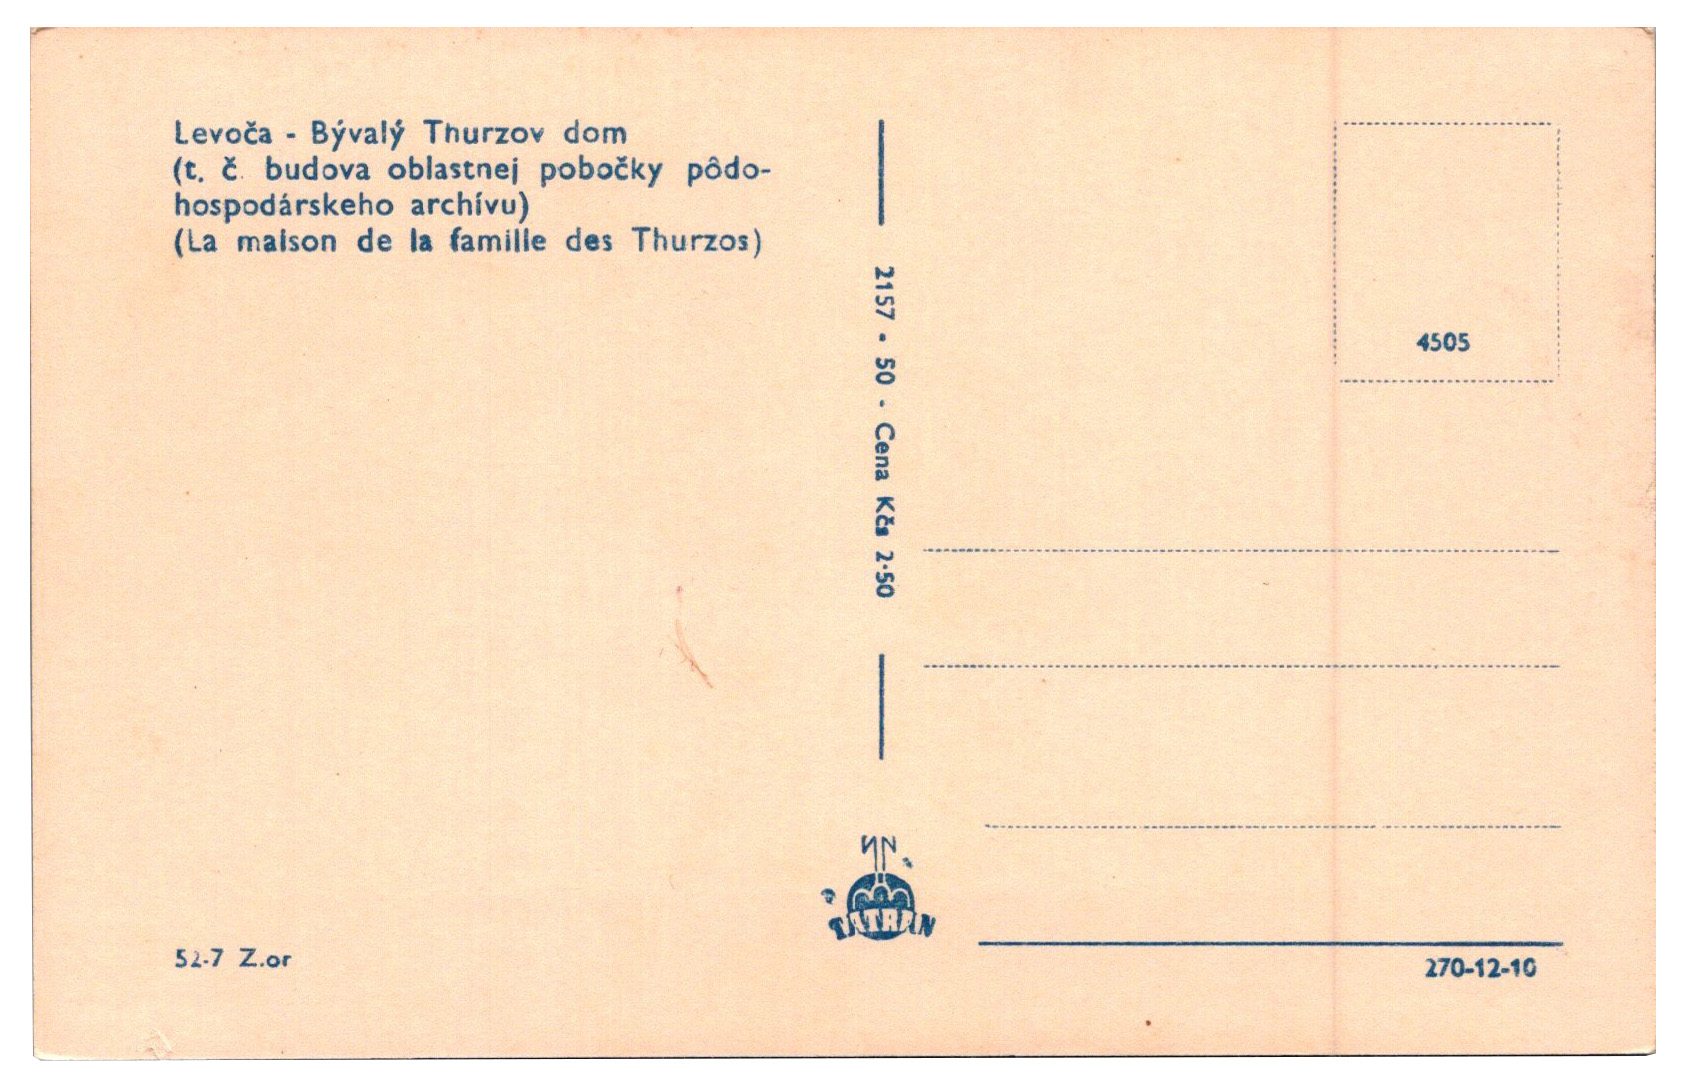 Levoča - Bývalý Thurzov dom
(t. č. budova oblastnej pobočky pôdo-
hospodárskeho archívu)
(La maison de la famille des Thurzos)
2157 - 50 - Cena Kčs 2·50
4505
TATRAN
52-7 Z.or
270-12-10